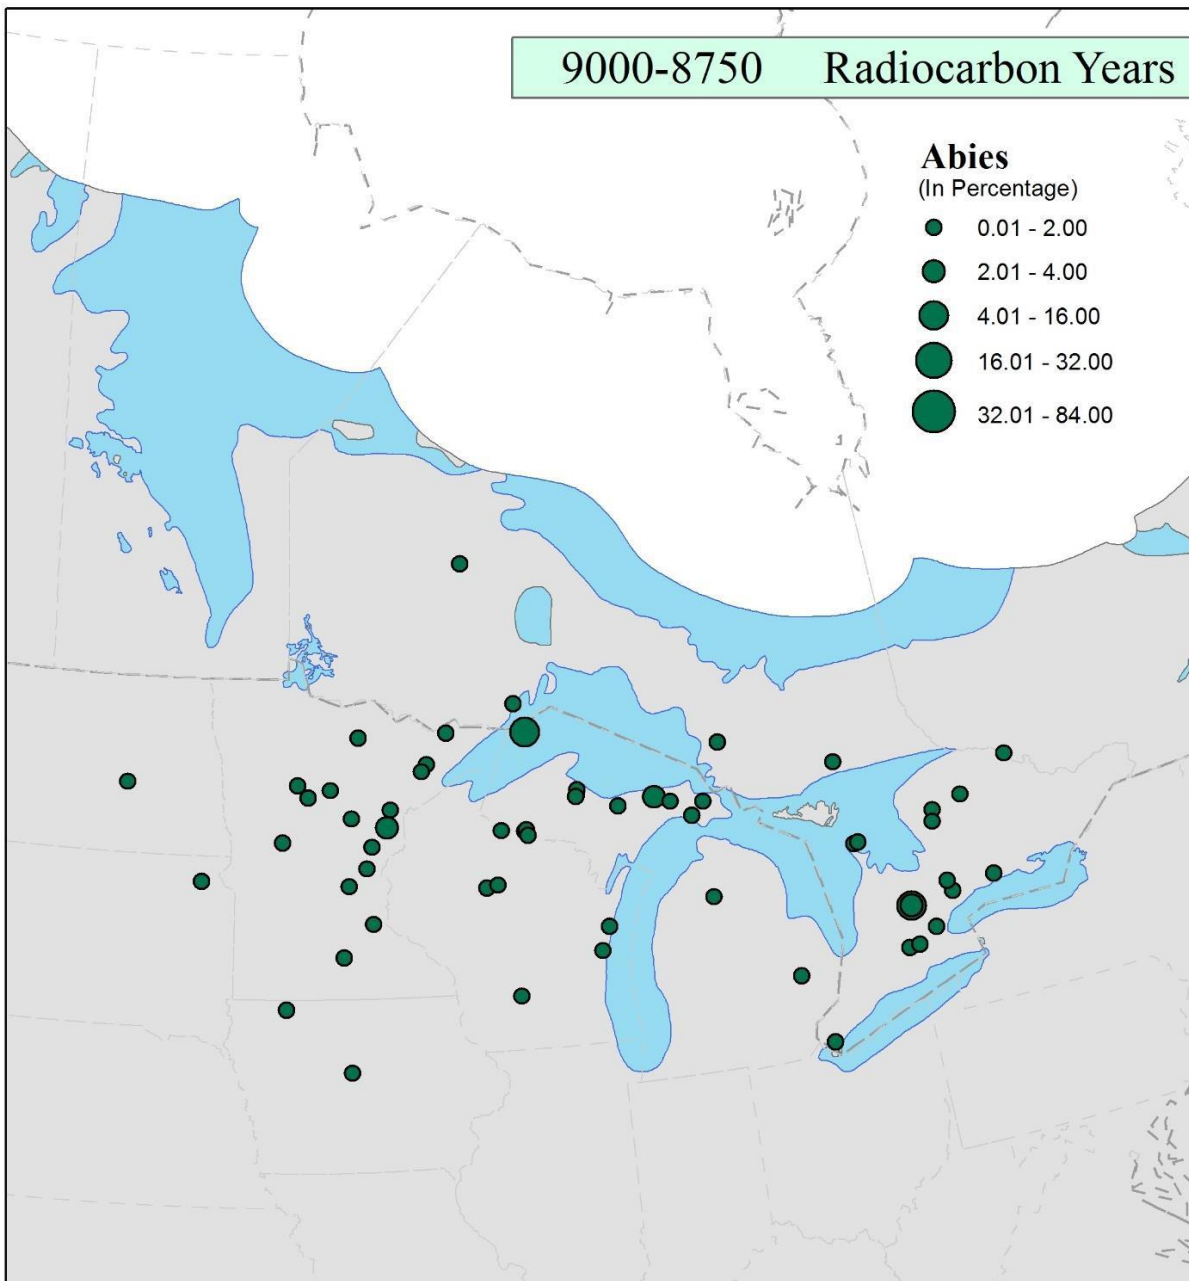 9000-8750 Radiocarbon Years
Abies
(In Percentage)
0.01 - 2.00
2.01 - 4.00
4.01 - 16.00
16.01 - 32.00
32.01 - 84.00